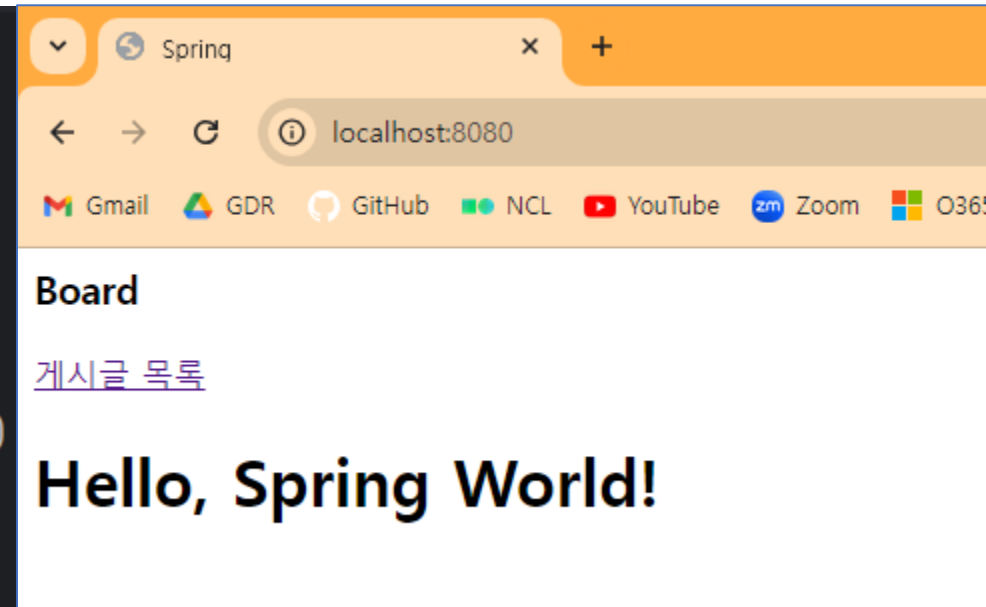 Spring
localhost:8080
Gmail GDR GitHub NCL YouTube zm Zoom O365
Board
게시글 목록
Hello, Spring World!